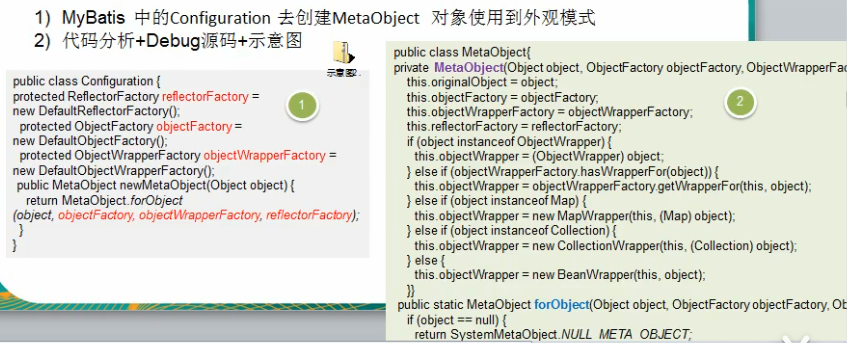 1) MyBatis 中的Configuration 去创建MetaObject 对象使用到外观模式
2) 代码分析+Debug源码+示意图
示意图2..
public class Configuration {
protected ReflectorFactory reflectorFactory =
new DefaultReflectorFactory();
protected ObjectFactory objectFactory =
new DefaultObjectFactory();
protected ObjectWrapperFactory objectWrapperFactory =
new DefaultObjectWrapperFactory();
public MetaObject newMetaObject(Object object) {
return MetaObject.forObject
(object, objectFactory, objectWrapperFactory, reflectorFactory);
}
}
1
public class MetaObject{
private MetaObject(Object object, ObjectFactory objectFactory, ObjectWrapperFac
this.originalObject = object;
this.objectFactory = objectFactory;
this.objectWrapperFactory = objectWrapperFactory;
this.reflectorFactory = reflectorFactory;
if (object instanceof ObjectWrapper) {
this.objectWrapper = (ObjectWrapper) object;
} else if (objectWrapperFactory.hasWrapperFor(object)) {
this.objectWrapper = objectWrapperFactory.getWrapperFor(this, object);
} else if (object instanceof Map) {
this.objectWrapper = new MapWrapper(this, (Map) object);
} else if (object instanceof Collection) {
this.objectWrapper = new CollectionWrapper(this, (Collection) object);
} else {
this.objectWrapper = new BeanWrapper(this, object);
}}
public static MetaObject forObject(Object object, ObjectFactory objectFactory, Ob
if (object == null) {
return SystemMetaObject.NULL_META_OBJECT;
2